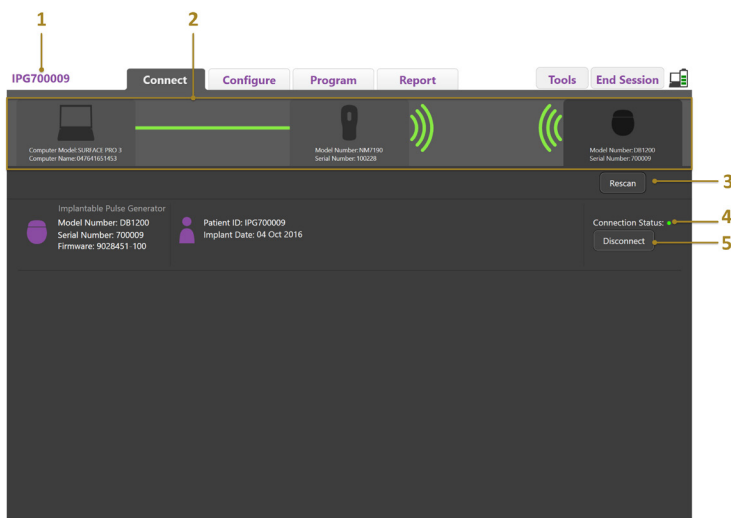 1
2
IPG700009
Connect
Configure
Program
Report
Tools
End Session
Computer Model:SURFACE PRO 3
Computer Name:047641651453
Model Number:NM7190
Serial Number: 100228
Model Number:DB1200
Serial Number: 700009
Rescan
3
Implantable Pulse Generator
Model Number: DB1200
Serial Number: 700009
Firmware: 9028451-100
Patient ID: IPG700009
Implant Date: 04 Oct 2016
Connection Status:
4
Disconnect
5